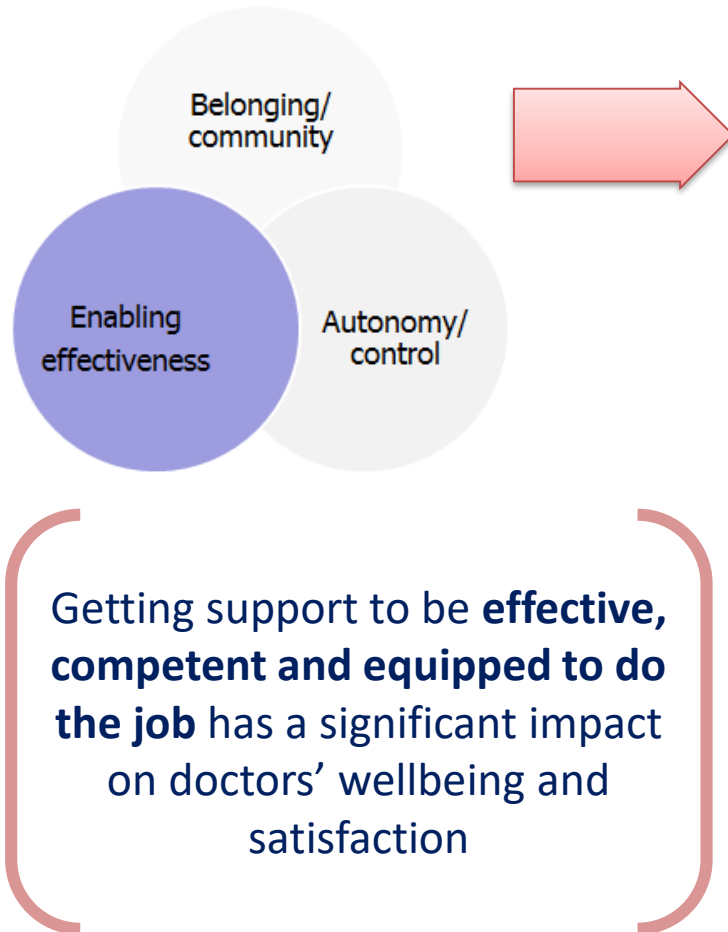 Belonging/
community
Enabling
effectiveness
Autonomy/
control
Getting support to be effective,
competent and equipped to do
the job has a significant impact
on doctors’ wellbeing and
satisfaction